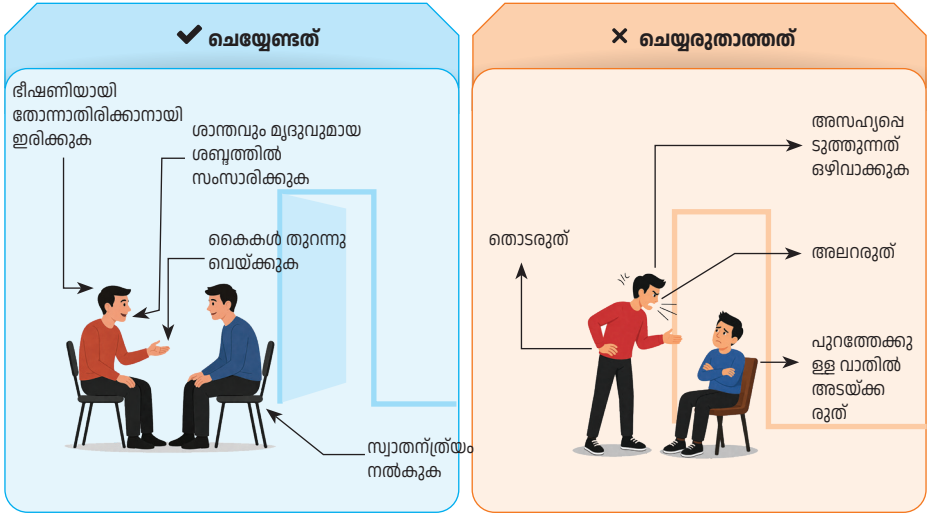 ചെയ്യേണ്ടത്
ഭീഷണിയായി
തോന്നാതിരിക്കാനായി
ഇരിക്കുക
ശാന്തവും മൃദുവുമായ
ശബ്ദത്തിൽ
സംസാരിക്കുക
കൈകൾ തുറന്നു
വെയ്ക്കുക
സ്വാതന്ത്ര്യം
നൽകുക
ചെയ്യരുതാത്തത്
അസഹ്യപ്പെ
ടുത്തുന്നത്
ഒഴിവാക്കുക
തൊടരുത്
അലറരുത്
പുറത്തേക്കു
ള്ള വാതിൽ
അടയ്ക്ക
രുത്